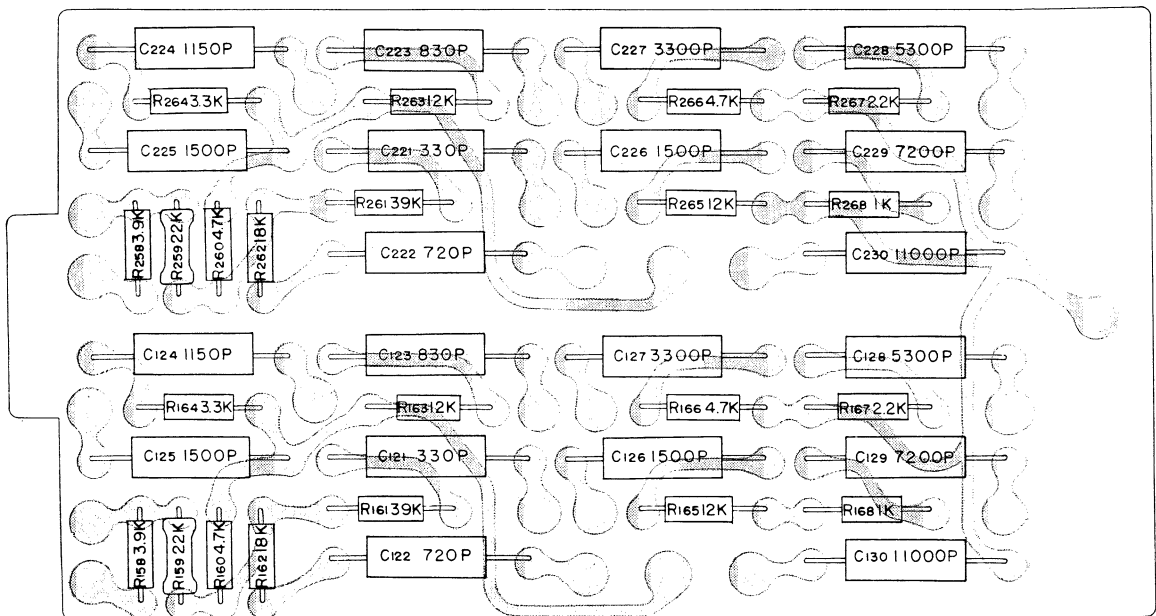 C224 1150P
C223 830P
C227 3300P
C228 5300P
R264 3.3K
R263 12K
R266 4.7K
R267 2.2K
C225 1500P
C221 330P
C226 1500P
C229 7200P
R261 39K
R265 12K
R268 1K
R258 3.9K
R259 22K
R260 4.7K
R262 18K
C222 720P
C230 11000P
C124 1150P
C123 830P
C127 3300P
C128 5300P
R164 3.3K
R163 12K
R166 4.7K
R167 2.2K
C125 1500P
C121 330P
C126 1500P
C129 7200P
R161 39K
R165 12K
R168 1K
R158 3.9K
R159 22K
R160 4.7K
R162 18K
C122 720P
C130 11000P